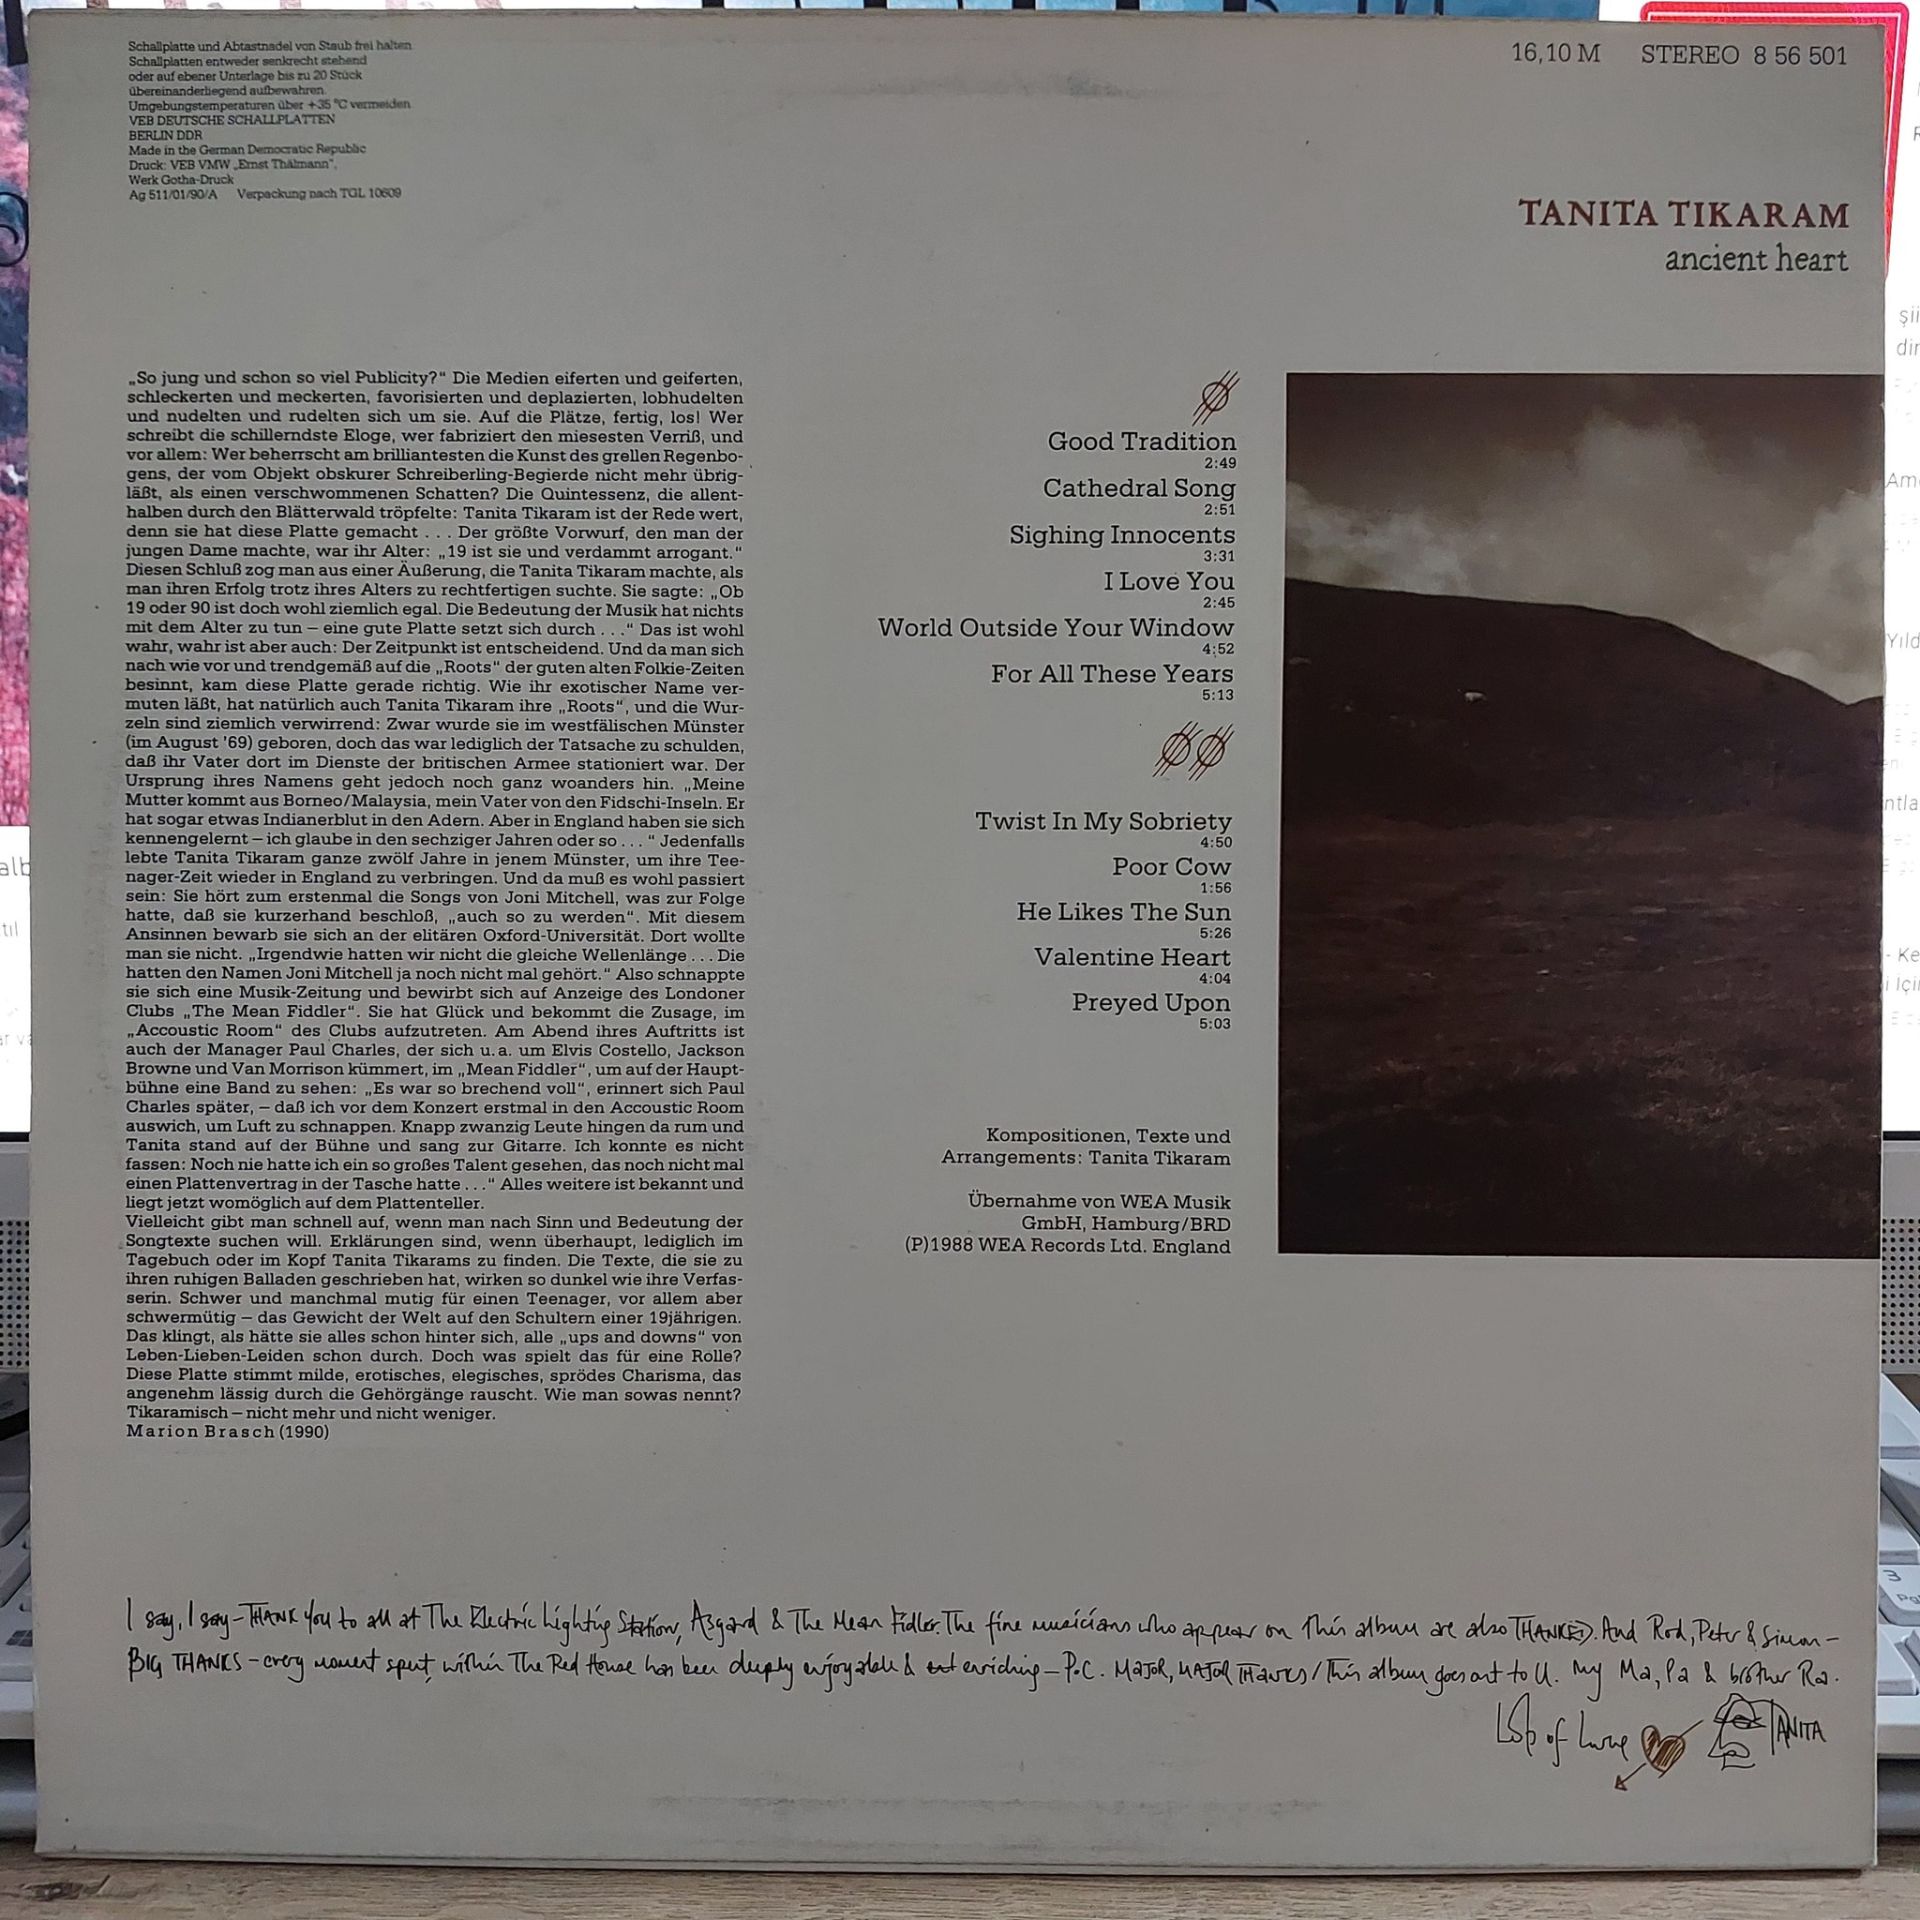 Schallplatte und Abtastnadel von Staub frei halten
Schallplatten entweder senkrecht stehend
oder auf ebener Unterlage bis zu 20 Stück
übereinanderliegend aufbewahren.
Umgebungstemperaturen über +35 °C vermeiden
VEB DEUTSCHE SCHALLPLATTEN
BERLIN DDR
Made in the German Democratic Republic
Druck: VEB VMW „Ernst Thälmann",
Werk Gotha-Druck
Ag 511/01/90/A Verpackung nach TGL 10609
16,10 M STEREO 8 56 501
TANITA TIKARAM
ancient heart
„So jung und schon so viel Publicity?" Die Medien eiferten und geiferten,
schleckerten und meckerten, favorisierten und deplazierten, lobhudelten
und nudelten und rudelten sich um sie. Auf die Plätze, fertig, los! Wer
schreibt die schillerndste Eloge, wer fabriziert den miesesten Verriß, und
vor allem: Wer beherrscht am brilliantesten die Kunst des grellen Regenbo-
gens, der vom Objekt obskurer Schreiberling-Begierde nicht mehr übrig-
läßt, als einen verschwommenen Schatten? Die Quintessenz, die allent-
halben durch den Blätterwald tröpfelte: Tanita Tikaram ist der Rede wert,
denn sie hat diese Platte gemacht . . . Der größte Vorwurf, den man der
jungen Dame machte, war ihr Alter: „19 ist sie und verdammt arrogant."
Diesen Schluß zog man aus einer Äußerung, die Tanita Tikaram machte, als
man ihren Erfolg trotz ihres Alters zu rechtfertigen suchte. Sie sagte: „Ob
19 oder 90 ist doch wohl ziemlich egal. Die Bedeutung der Musik hat nichts
mit dem Alter zu tun – eine gute Platte setzt sich durch . . ." Das ist wohl
wahr, wahr ist aber auch: Der Zeitpunkt ist entscheidend. Und da man sich
nach wie vor und trendgemäß auf die „Roots" der guten alten Folkie-Zeiten
besinnt, kam diese Platte gerade richtig. Wie ihr exotischer Name ver-
muten läßt, hat natürlich auch Tanita Tikaram ihre „Roots", und die Wur-
zeln sind ziemlich verwirrend: Zwar wurde sie im westfälischen Münster
(im August '69) geboren, doch das war lediglich der Tatsache zu schulden,
daß ihr Vater dort im Dienste der britischen Armee stationiert war. Der
Ursprung ihres Namens geht jedoch noch ganz woanders hin. „Meine
Mutter kommt aus Borneo/Malaysia, mein Vater von den Fidschi-Inseln. Er
hat sogar etwas Indianerblut in den Adern. Aber in England haben sie sich
kennengelernt – ich glaube in den sechziger Jahren oder so . . . " Jedenfalls
lebte Tanita Tikaram ganze zwölf Jahre in jenem Münster, um ihre Tee-
nager-Zeit wieder in England zu verbringen. Und da muß es wohl passiert
sein: Sie hört zum erstenmal die Songs von Joni Mitchell, was zur Folge
hatte, daß sie kurzerhand beschloß, „auch so zu werden". Mit diesem
Ansinnen bewarb sie sich an der elitären Oxford-Universität. Dort wollte
man sie nicht. „Irgendwie hatten wir nicht die gleiche Wellenlänge . . . Die
hatten den Namen Joni Mitchell ja noch nicht mal gehört." Also schnappte
sie sich eine Musik-Zeitung und bewirbt sich auf Anzeige des Londoner
Clubs „The Mean Fiddler". Sie hat Glück und bekommt die Zusage, im
„Accoustic Room" des Clubs aufzutreten. Am Abend ihres Auftritts ist
auch der Manager Paul Charles, der sich u. a. um Elvis Costello, Jackson
Browne und Van Morrison kümmert, im „Mean Fiddler", um auf der Haupt-
bühne eine Band zu sehen: „Es war so brechend voll", erinnert sich Paul
Charles später, – daß ich vor dem Konzert erstmal in den Accoustic Room
auswich, um Luft zu schnappen. Knapp zwanzig Leute hingen da rum und
Tanita stand auf der Bühne und sang zur Gitarre. Ich konnte es nicht
fassen: Noch nie hatte ich ein so großes Talent gesehen, das noch nicht mal
einen Plattenvertrag in der Tasche hatte . . ." Alles weitere ist bekannt und
liegt jetzt womöglich auf dem Plattenteller.
Vielleicht gibt man schnell auf, wenn man nach Sinn und Bedeutung der
Songtexte suchen will. Erklärungen sind, wenn überhaupt, lediglich im
Tagebuch oder im Kopf Tanita Tikarams zu finden. Die Texte, die sie zu
ihren ruhigen Balladen geschrieben hat, wirken so dunkel wie ihre Verfas-
serin. Schwer und manchmal mutig für einen Teenager, vor allem aber
schwermütig – das Gewicht der Welt auf den Schultern einer 19jährigen.
Das klingt, als hätte sie alles schon hinter sich, alle „ups and downs" von
Leben-Lieben-Leiden schon durch. Doch was spielt das für eine Rolle?
Diese Platte stimmt milde, erotisches, elegisches, sprödes Charisma, das
angenehm lässig durch die Gehörgänge rauscht. Wie man sowas nennt?
Tikaramisch – nicht mehr und nicht weniger.
Marion Brasch (1990)
Good Tradition
2:49
Cathedral Song
2:51
Sighing Innocents
3:31
I Love You
2:45
World Outside Your Window
4:52
For All These Years
5:13
Twist In My Sobriety
4:50
Poor Cow
1:56
He Likes The Sun
5:26
Valentine Heart
4:04
Preyed Upon
5:03
Kompositionen, Texte und
Arrangements: Tanita Tikaram
Übernahme von WEA Musik
GmbH, Hamburg/BRD
(P)1988 WEA Records Ltd. England
I say, I say – THANK You to all at The Electric Lighting Station, Asgard & The Mean Fidler. The fine musicians who appear on this album are also THANKED. And Rod, Peter & Simon –
BIG THANKS – every moment spent, within The Red House has been deeply enjoyable & enriching – P.C. MAJOR, MAJOR THANKS / This album goes out to U. My Ma, Pa & brother Ra.
Lots of Love TANITA